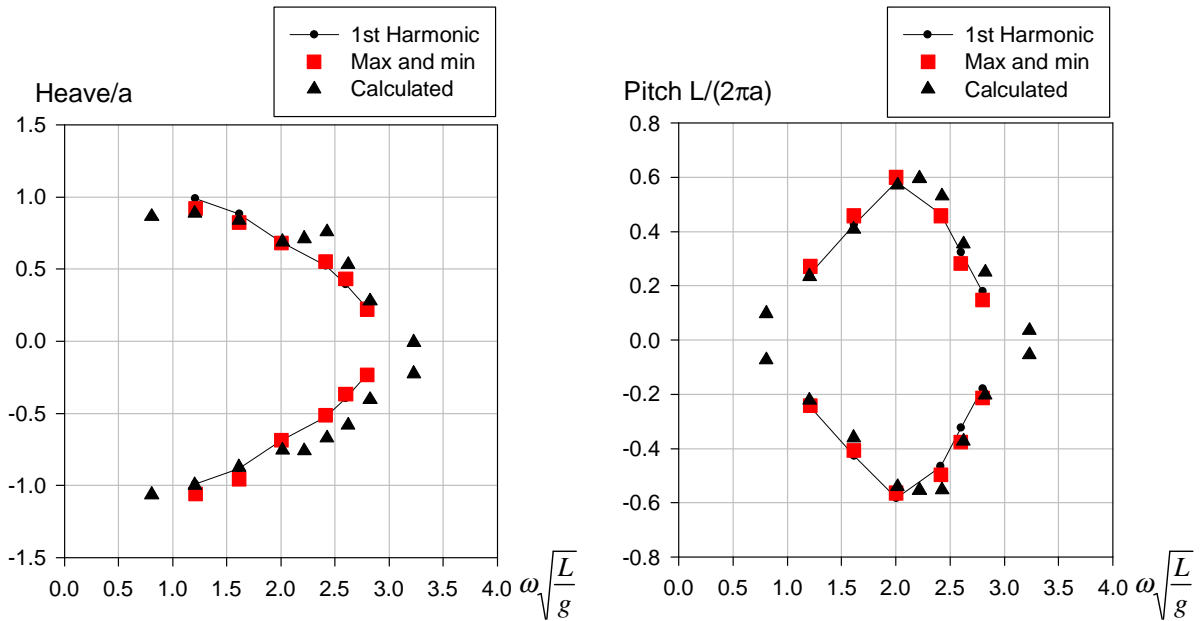 1st Harmonic
Max and min
Calculated
Heave/a
1.5
1.0
0.5
0.0
-0.5
-1.0
-1.5
0.0 0.5 1.0 1.5 2.0 2.5 3.0 3.5 4.0
ω√(L/g)
1st Harmonic
Max and min
Calculated
Pitch L/(2πa)
0.8
0.6
0.4
0.2
0.0
-0.2
-0.4
-0.6
-0.8
0.0 0.5 1.0 1.5 2.0 2.5 3.0 3.5 4.0
ω√(L/g)